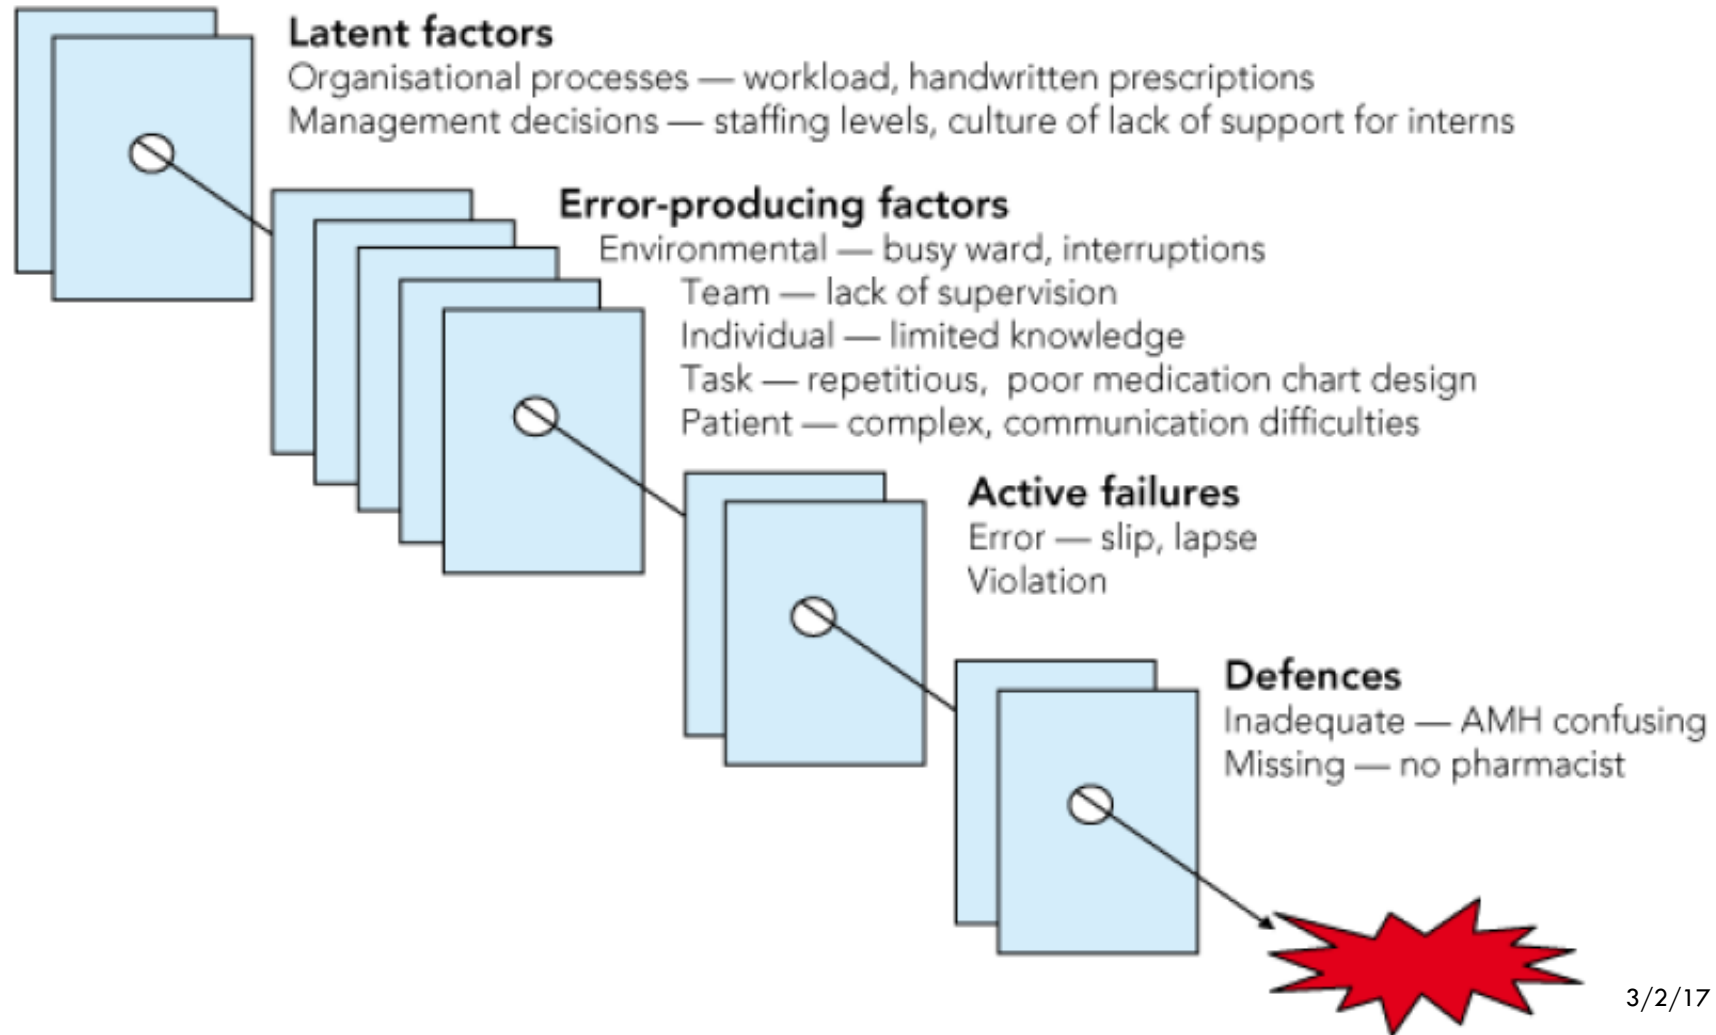 Latent factors
Organisational processes — workload, handwritten prescriptions
Management decisions — staffing levels, culture of lack of support for interns
Error-producing factors
Environmental — busy ward, interruptions
Team — lack of supervision
Individual — limited knowledge
Task — repetitious, poor medication chart design
Patient — complex, communication difficulties
Active failures
Error — slip, lapse
Violation
Defences
Inadequate — AMH confusing
Missing — no pharmacist
3/2/17